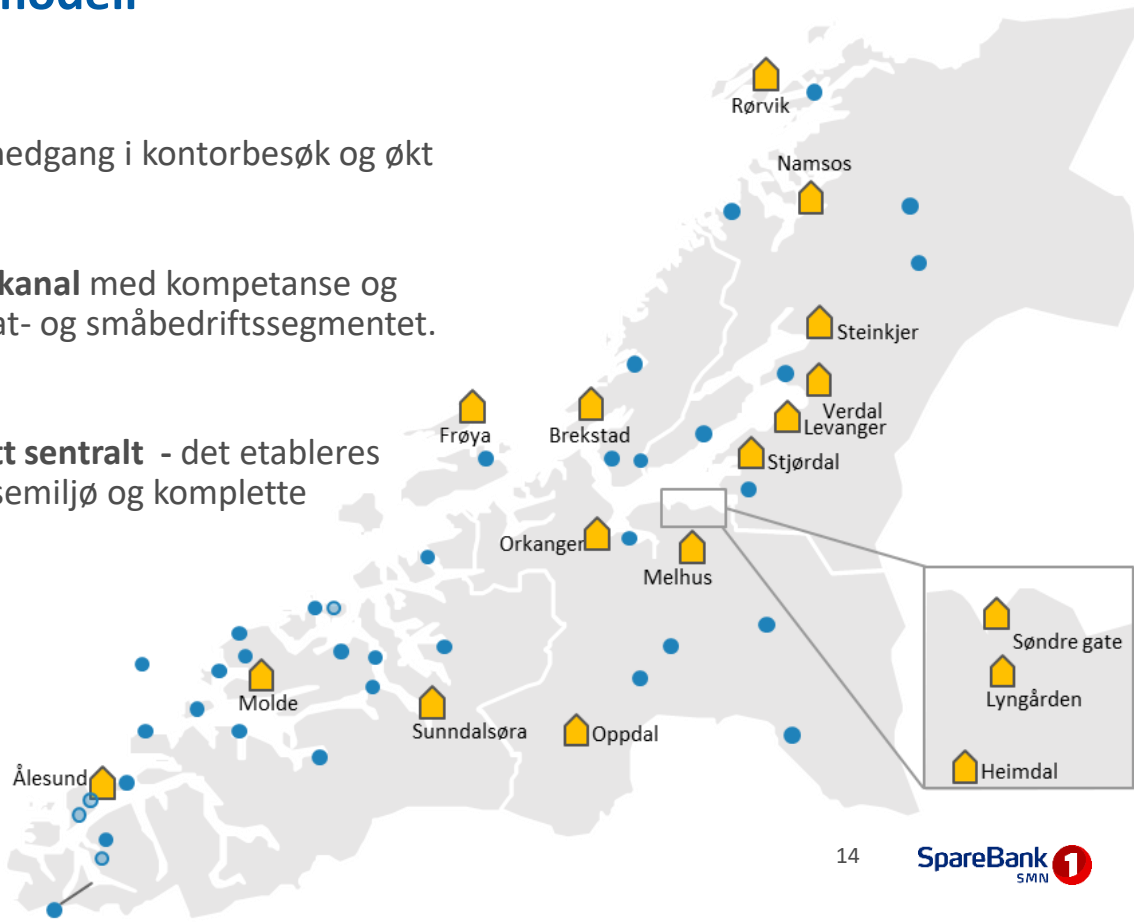 nedgang i kontorbesøk og økt
kanal med kompetanse og
at- og småbedriftssegmentet.
tt sentralt - det etableres
semiljø og komplette
Rørvik
Namsos
Steinkjer
Verdal
Levanger
Frøya
Brekstad
Stjørdal
Orkanger
Melhus
Søndre gate
Lyngården
Heimdal
Molde
Sunndalsøra
Oppdal
Ålesund
14
SpareBank 1
SMN